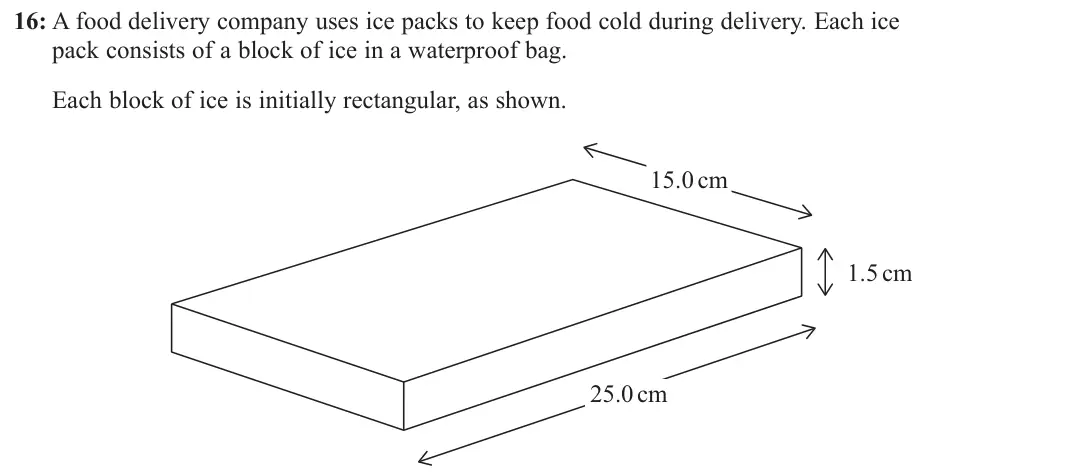 16: A food delivery company uses ice packs to keep food cold during delivery. Each ice
pack consists of a block of ice in a waterproof bag.
Each block of ice is initially rectangular, as shown.
15.0 cm
1.5 cm
25.0 cm